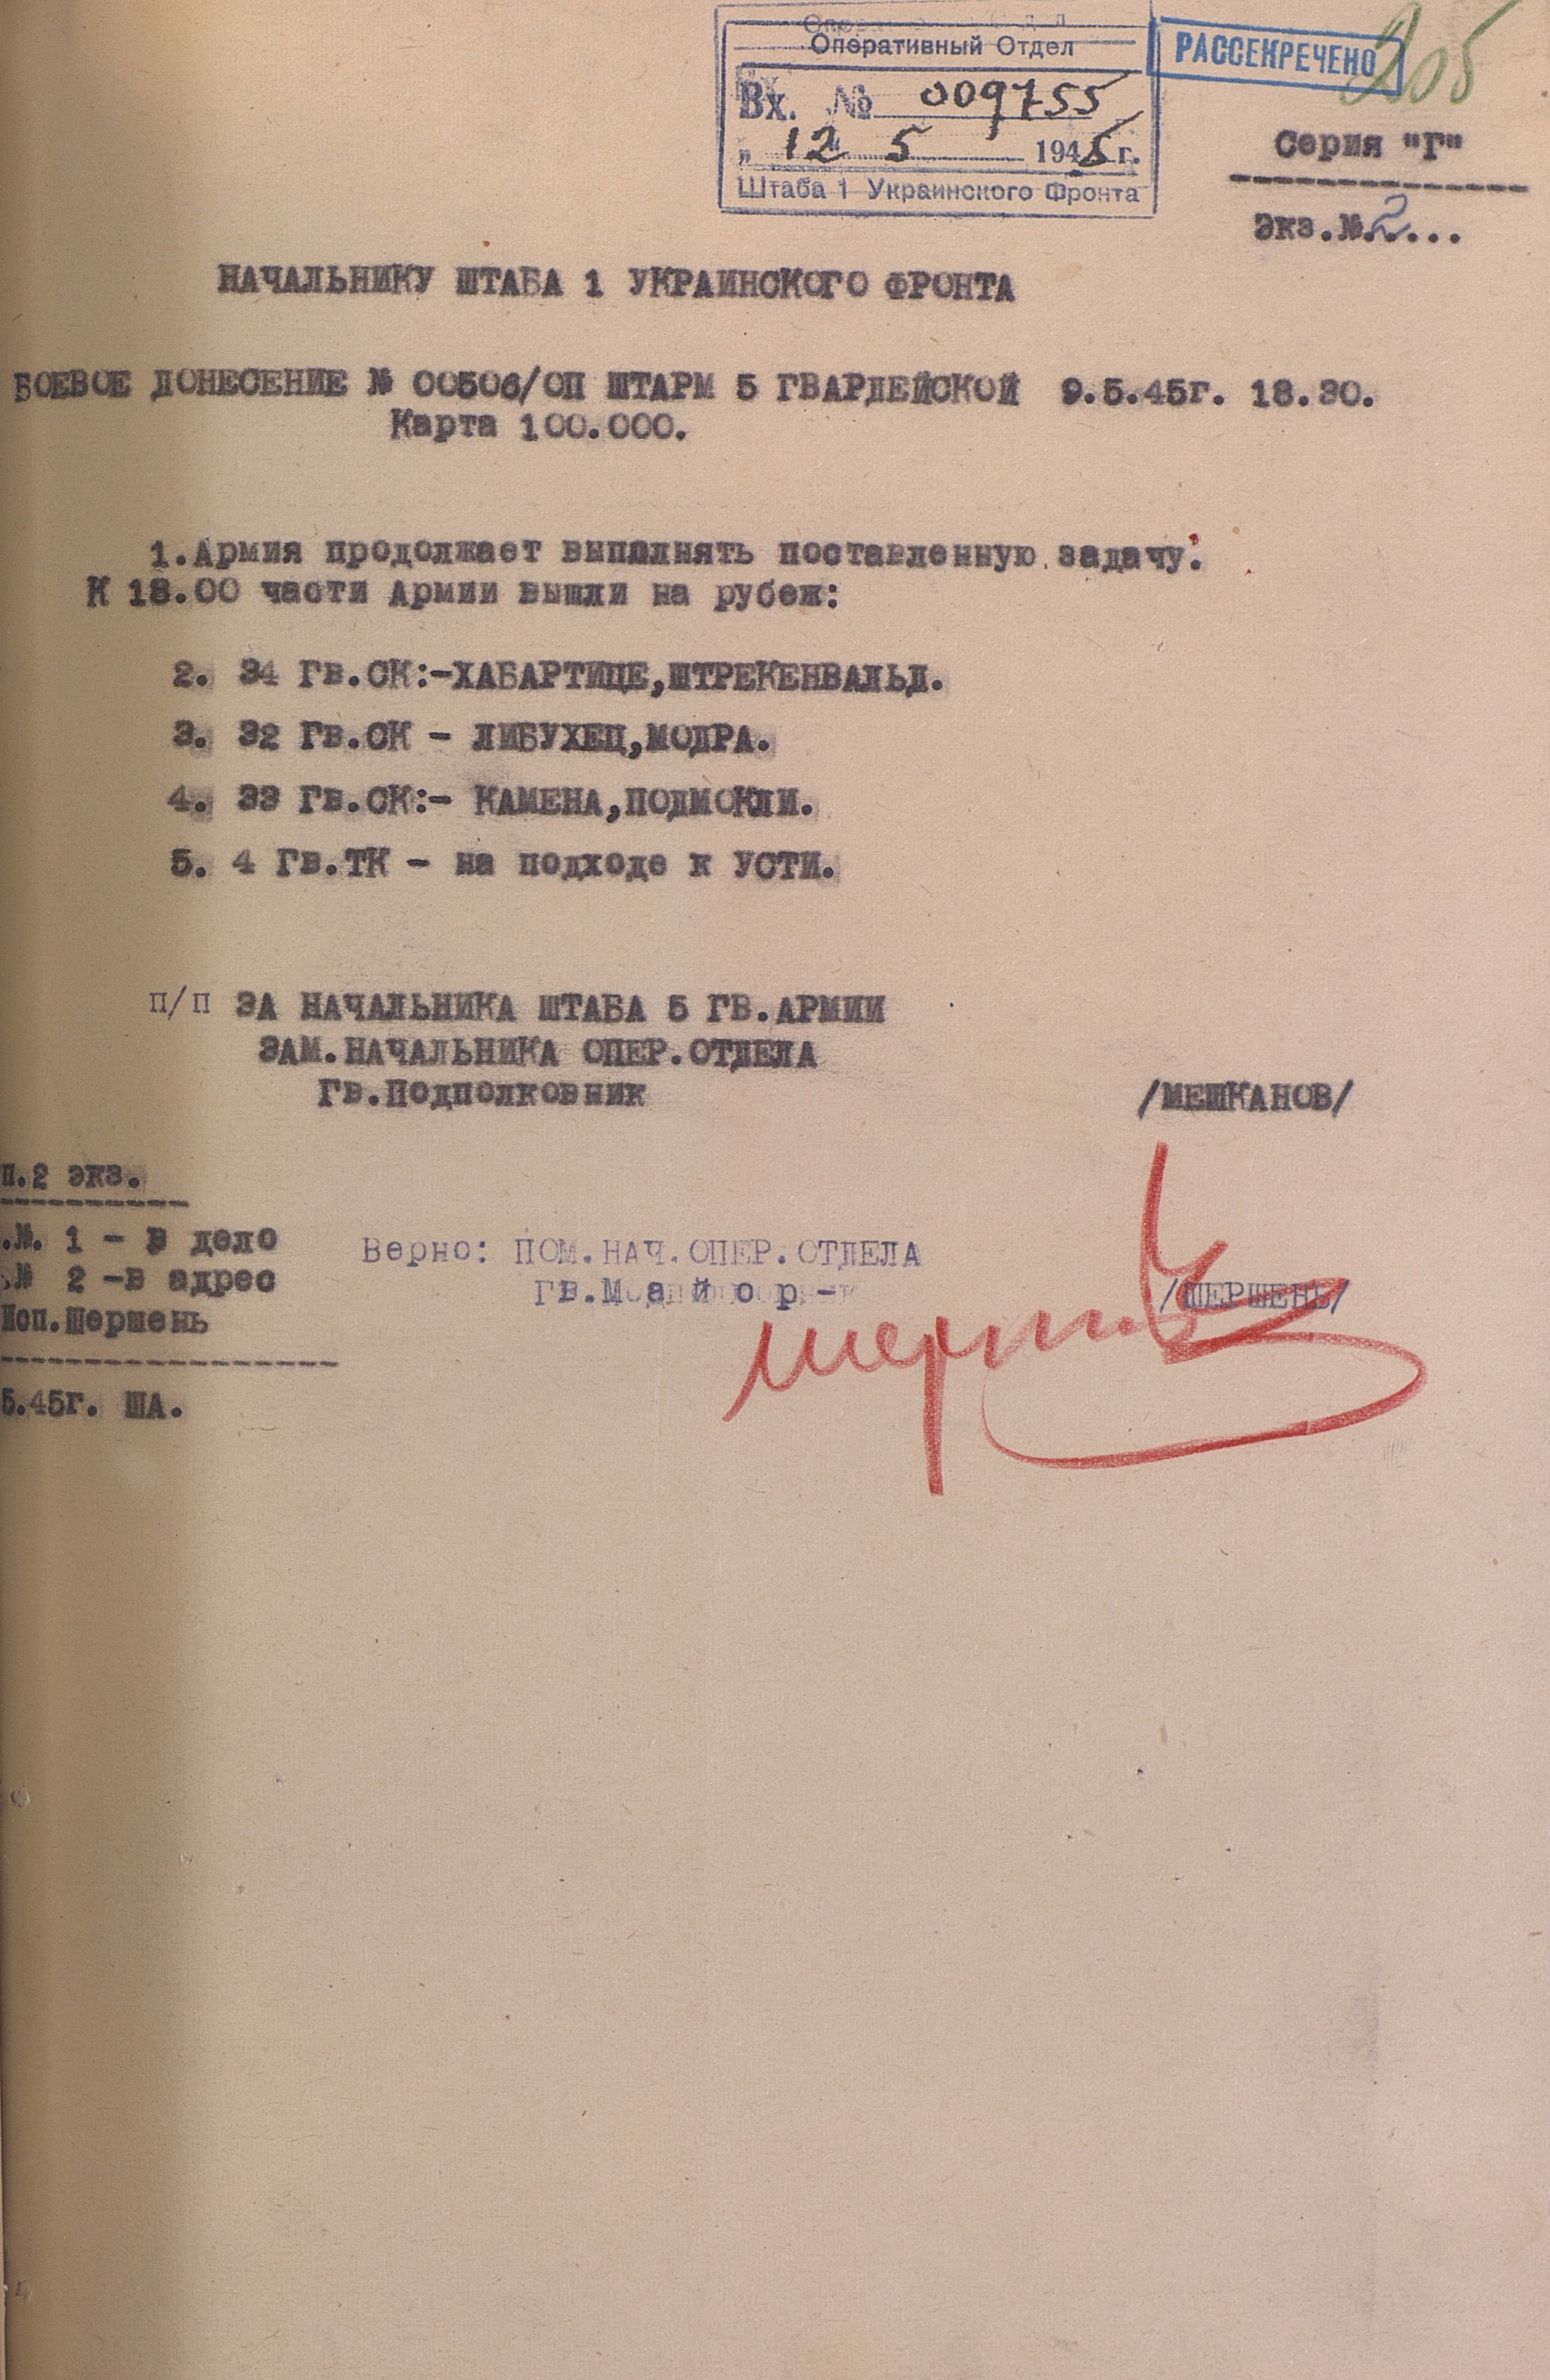 Оперативный Отдел
Вх. № 009755
„ 12 " 5 1945 г.
Штаба 1 Украинского Фронта
РАССЕКРЕЧЕНО
205
Серия "Г"
Экз.№.2...
НАЧАЛЬНИКУ ШТАБА 1 УКРАИНСКОГО ФРОНТА
БОЕВОЕ ДОНЕСЕНИЕ № 00506/ОП ШТАРМ 5 ГВАРДЕЙСКОЙ 9.5.45г. 18.30.
Карта 100.000.
1.Армия продолжает выполнять поставленную задачу.
К 18.00 части Армии вышли на рубеж:
2. 34 Гв.СК:-ХАБАРТИЦЕ,ШТРЕКЕНВАЛЬД.
3. 32 Гв.СК - ЛИБУХЕЦ,МОДРА.
4. 33 Гв.СК:- КАМЕНА,ПОДМОКЛИ.
5. 4 Гв.ТК - на подходе к УСТИ.
п/п ЗА НАЧАЛЬНИКА ШТАБА 5 ГВ.АРМИИ
ЗАМ.НАЧАЛЬНИКА ОПЕР.ОТДЕЛА
Гв.Подполковник /МЕШКАНОВ/
п.2 экз.
.№. 1 - в дело
№ 2 -в адрес
Исп.Шершень
5.45г. ША.
Верно: ПОМ.НАЧ.ОПЕР.ОТДЕЛА
Гв.М а й о р - /ШЕРШЕНЬ/